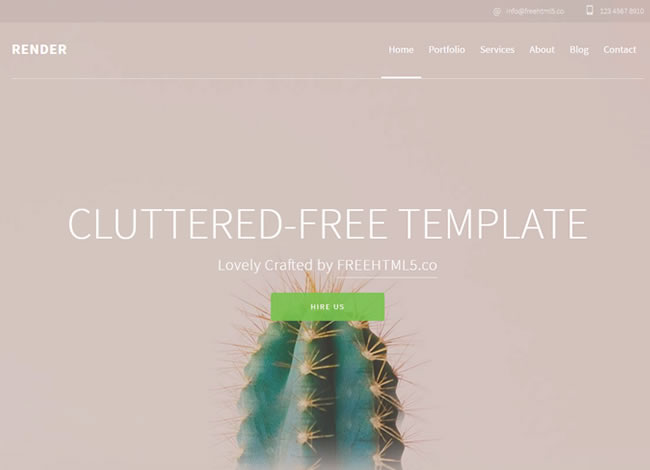 info@freehtml5.co 123 4567 8910
RENDER
Home Portfolio Services About Blog Contact
CLUTTERED-FREE TEMPLATE
Lovely Crafted by FREEHTML5.co
HIRE US